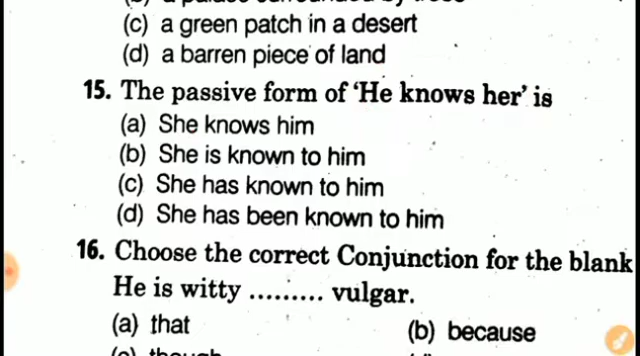 (c) a green patch in a desert
(d) a barren piece of land
15. The passive form of ‘He knows her’ is
(a) She knows him
(b) She is known to him
(c) She has known to him
(d) She has been known to him
16. Choose the correct Conjunction for the blank
He is witty ......... vulgar.
(a) that
(b) because